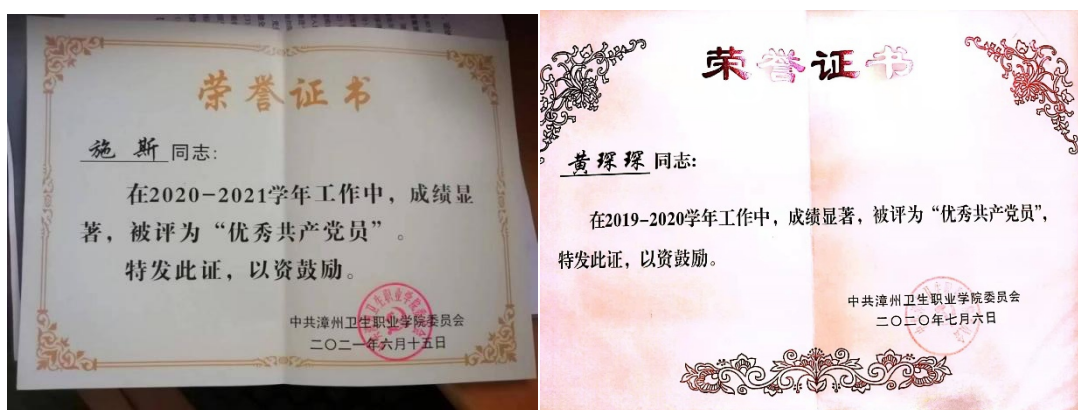 荣誉证书
施斯同志:
在2020-2021学年工作中，成绩显
著，被评为“优秀共产党员”。
特发此证，以资鼓励。
中共漳州卫生职业学院委员会
二〇二一年六月十五日
荣誉证书
黄琛琛同志:
在2019-2020学年工作中，成绩显著，被评为“优秀共产党员”，
特发此证，以资鼓励。
中共漳州卫生职业学院委员会
二〇二〇年七月六日